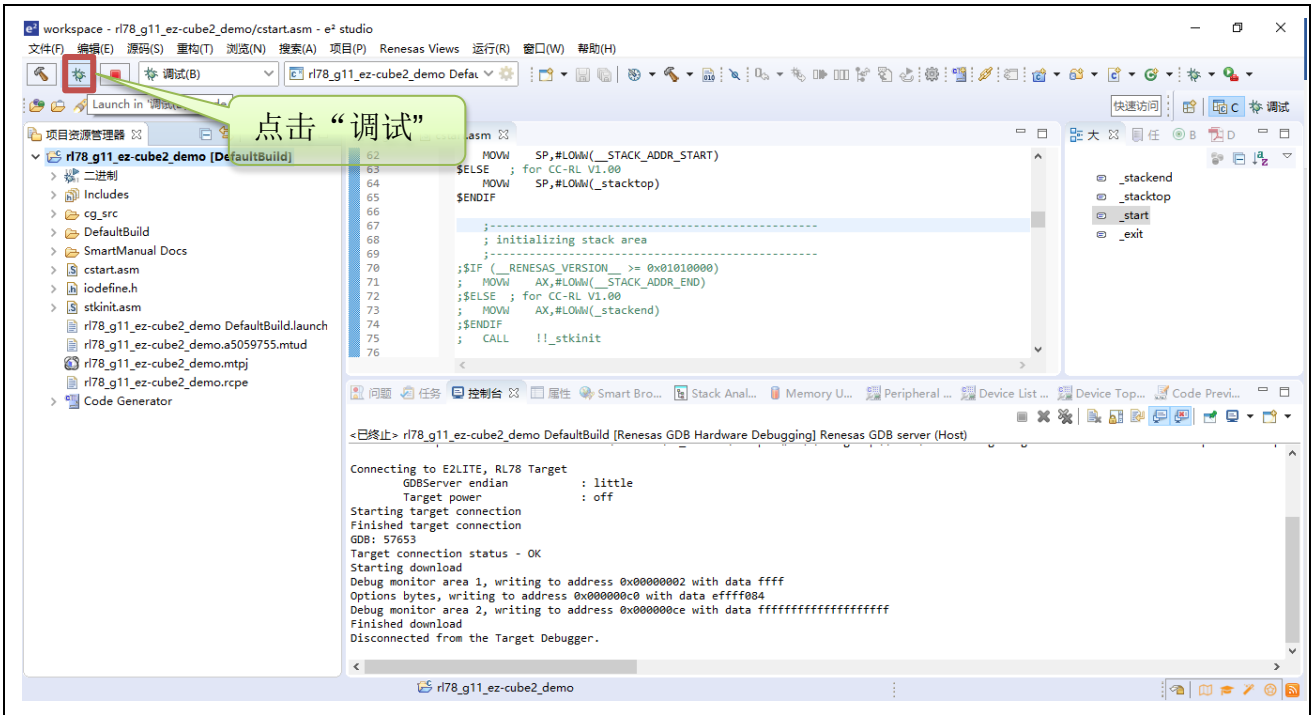 workspace - rl78_g11_ez-cube2_demo/cstart.asm - e² studio
文件(F) 编辑(E) 源码(S) 重构(T) 浏览(N) 搜索(A) 项目(P) Renesas Views 运行(R) 窗口(W) 帮助(H)
调试(B) rl78_g11_ez-cube2_demo Defau
Launch in '调试(B)'
快速访问 C 调试
点击“调试”
项目资源管理器 .asm 大 任 B D
rl78_g11_ez-cube2_demo [DefaultBuild]
二进制
Includes
cg_src
DefaultBuild
SmartManual Docs
cstart.asm
iodefine.h
stkinit.asm
rl78_g11_ez-cube2_demo DefaultBuild.launch
rl78_g11_ez-cube2_demo.a5059755.mtud
rl78_g11_ez-cube2_demo.mtpj
rl78_g11_ez-cube2_demo.rcpe
Code Generator
62 MOVW SP,#LOWW(__STACK_ADDR_START)
63 $ELSE ; for CC-RL V1.00
64 MOVW SP,#LOWW(_stacktop)
65 $ENDIF
66
67 ;--------------------------------------------------
68 ; initializing stack area
69 ;--------------------------------------------------
70 ;$IF (__RENESAS_VERSION__ >= 0x01010000)
71 ; MOVW AX,#LOWW(__STACK_ADDR_END)
72 ;$ELSE ; for CC-RL V1.00
73 ; MOVW AX,#LOWW(_stackend)
74 ;$ENDIF
75 ; CALL !!_stkinit
76
_stackend
_stacktop
_start
_exit
问题 任务 控制台 属性 Smart Bro... Stack Anal... Memory U... Peripheral ... Device List ... Device Top... Code Previ...
<已终止> rl78_g11_ez-cube2_demo DefaultBuild [Renesas GDB Hardware Debugging] Renesas GDB server (Host)
Connecting to E2LITE, RL78 Target
GDBServer endian : little
Target power : off
Starting target connection
Finished target connection
GDB: 57653
Target connection status - OK
Starting download
Debug monitor area 1, writing to address 0x00000002 with data ffff
Options bytes, writing to address 0x000000c0 with data effff084
Debug monitor area 2, writing to address 0x000000ce with data ffffffffffffffffffff
Finished download
Disconnected from the Target Debugger.
rl78_g11_ez-cube2_demo